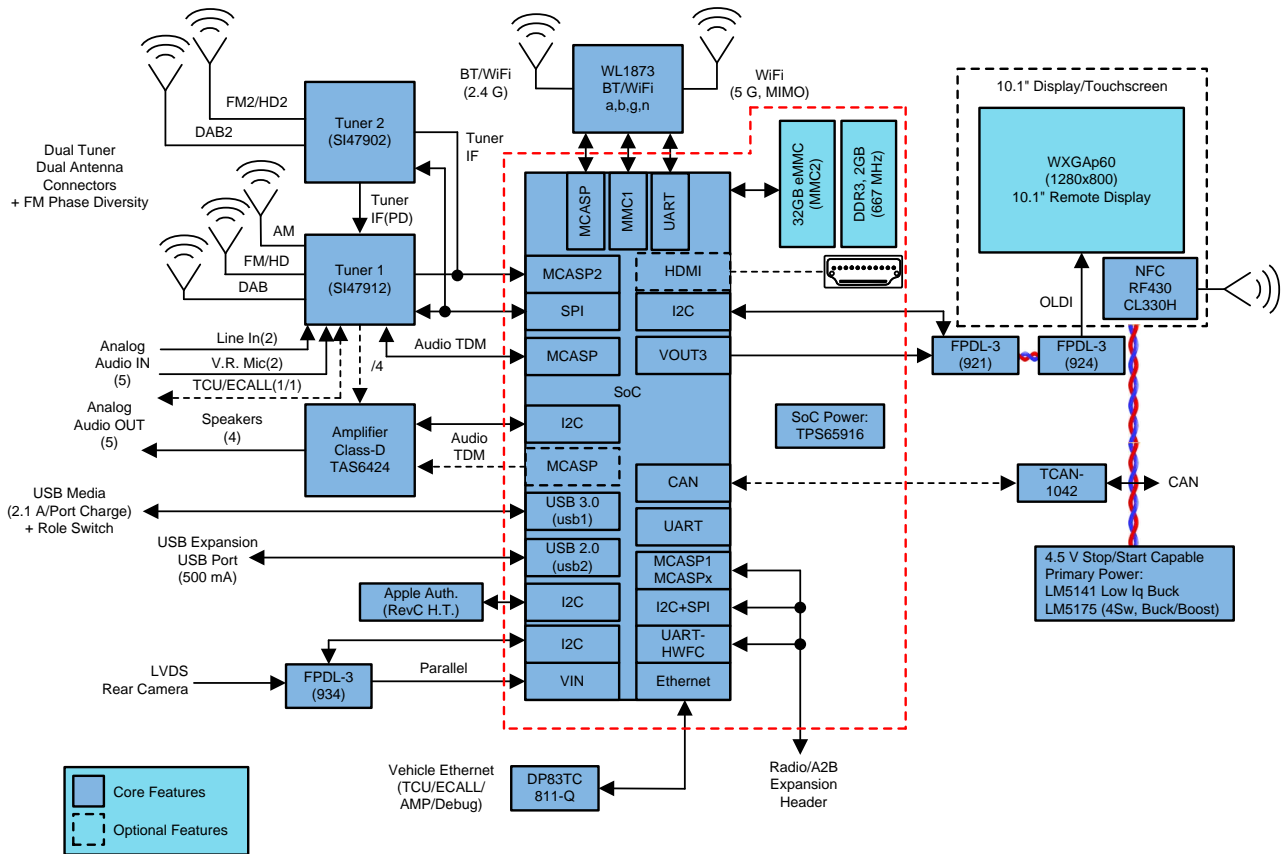 FM2/HD2
DAB2
Tuner 2
(SI47902)
Tuner
IF
Dual Tuner
Dual Antenna
Connectors
+ FM Phase Diversity
Tuner
IF(PD)
AM
FM/HD
DAB
Tuner 1
(SI47912)
Analog
Audio IN
(5)
Line In(2)
V.R. Mic(2)
TCU/ECALL(1/1)
/4
Audio TDM
Analog
Audio OUT
(5)
Speakers
(4)
Amplifier
Class-D
TAS6424
Audio
TDM
USB Media
(2.1 A/Port Charge)
+ Role Switch
USB Expansion
USB Port
(500 mA)
Apple Auth.
(RevC H.T.)
LVDS
Rear Camera
FPDL-3
(934)
Parallel
BT/WiFi
(2.4 G)
WL1873
BT/WiFi
a,b,g,n
WiFi
(5 G, MIMO)
MCASP
MMC1
UART
MCASP2
SPI
MCASP
SoC
I2C
MCASP
USB 3.0
(usb1)
USB 2.0
(usb2)
I2C
I2C
VIN
HDMI
I2C
VOUT3
CAN
UART
MCASP1
MCASPx
I2C+SPI
UART-
HWFC
Ethernet
32GB eMMC
(MMC2)
DDR3, 2GB
(667 MHz)
SoC Power:
TPS65916
10.1" Display/Touchscreen
WXGAp60
(1280x800)
10.1" Remote Display
OLDI
NFC
RF430
CL330H
FPDL-3
(921)
FPDL-3
(924)
TCAN-
1042
CAN
4.5 V Stop/Start Capable
Primary Power:
LM5141 Low Iq Buck
LM5175 (4Sw, Buck/Boost)
Vehicle Ethernet
(TCU/ECALL/
AMP/Debug)
DP83TC
811-Q
Radio/A2B
Expansion
Header
Core Features
Optional Features